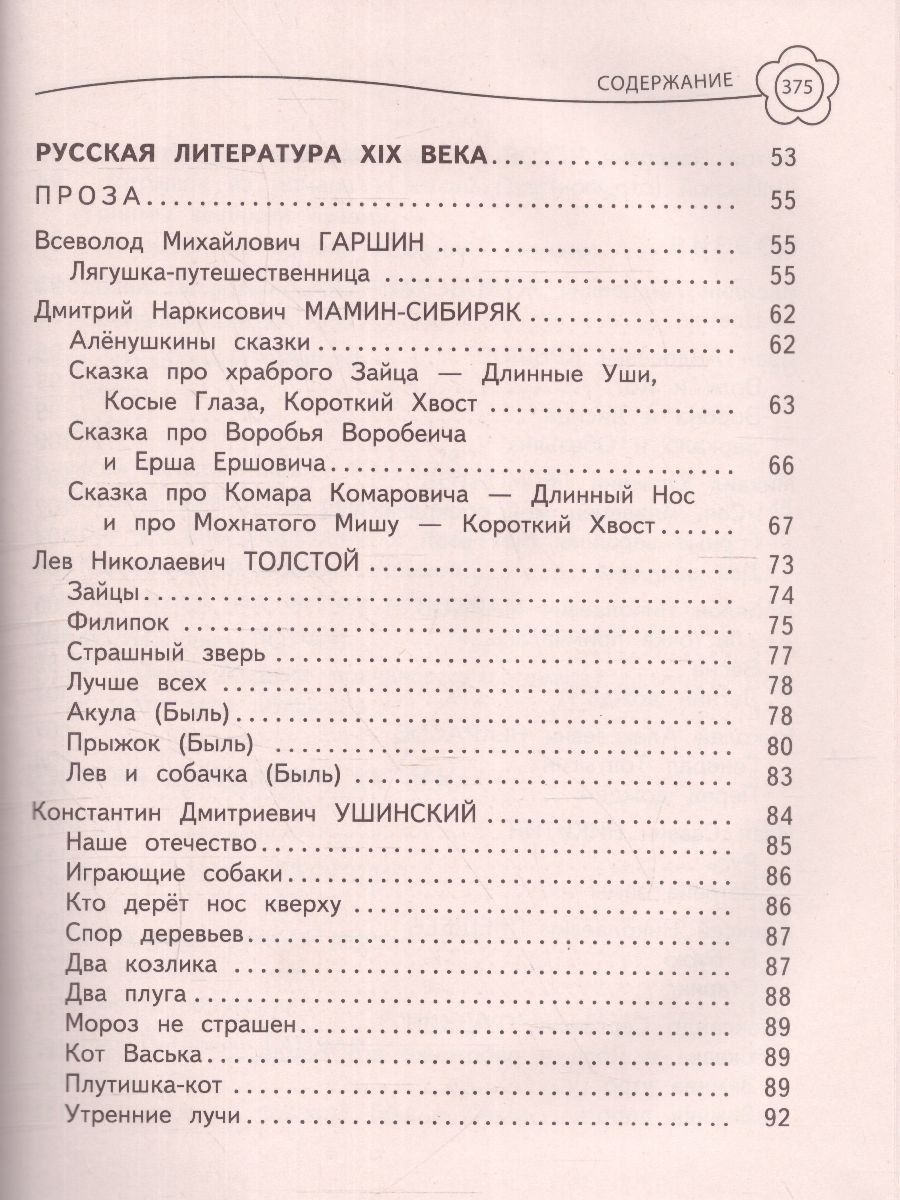 СОДЕРЖАНИЕ 375
РУССКАЯ ЛИТЕРАТУРА XIX ВЕКА.................. 53
ПРОЗА.................. 55
Всеволод Михайлович ГАРШИН .................. 55
Лягушка-путешественница .................. 55
Дмитрий Наркисович МАМИН-СИБИРЯК .................. 62
Алёнушкины сказки.................. 62
Сказка про храброго Зайца — Длинные Уши,
Косые Глаза, Короткий Хвост .................. 63
Сказка про Воробья Воробеича
и Ерша Ершовича.................. 66
Сказка про Комара Комаровича — Длинный Нос
и про Мохнатого Мишу — Короткий Хвост...... 67
Лев Николаевич ТОЛСТОЙ .................. 73
Зайцы.................. 74
Филипок .................. 75
Страшный зверь .................. 77
Лучше всех .................. 78
Акула (Быль).................. 78
Прыжок (Быль) .................. 80
Лев и собачка (Быль) .................. 83
Константин Дмитриевич УШИНСКИЙ .................. 84
Наше отечество.................. 85
Играющие собаки.................. 86
Кто дерёт нос кверху .................. 86
Спор деревьев.................. 87
Два козлика .................. 87
Два плуга.................. 88
Мороз не страшен.................. 89
Кот Васька.................. 89
Плутишка-кот .................. 89
Утренние лучи.................. 92